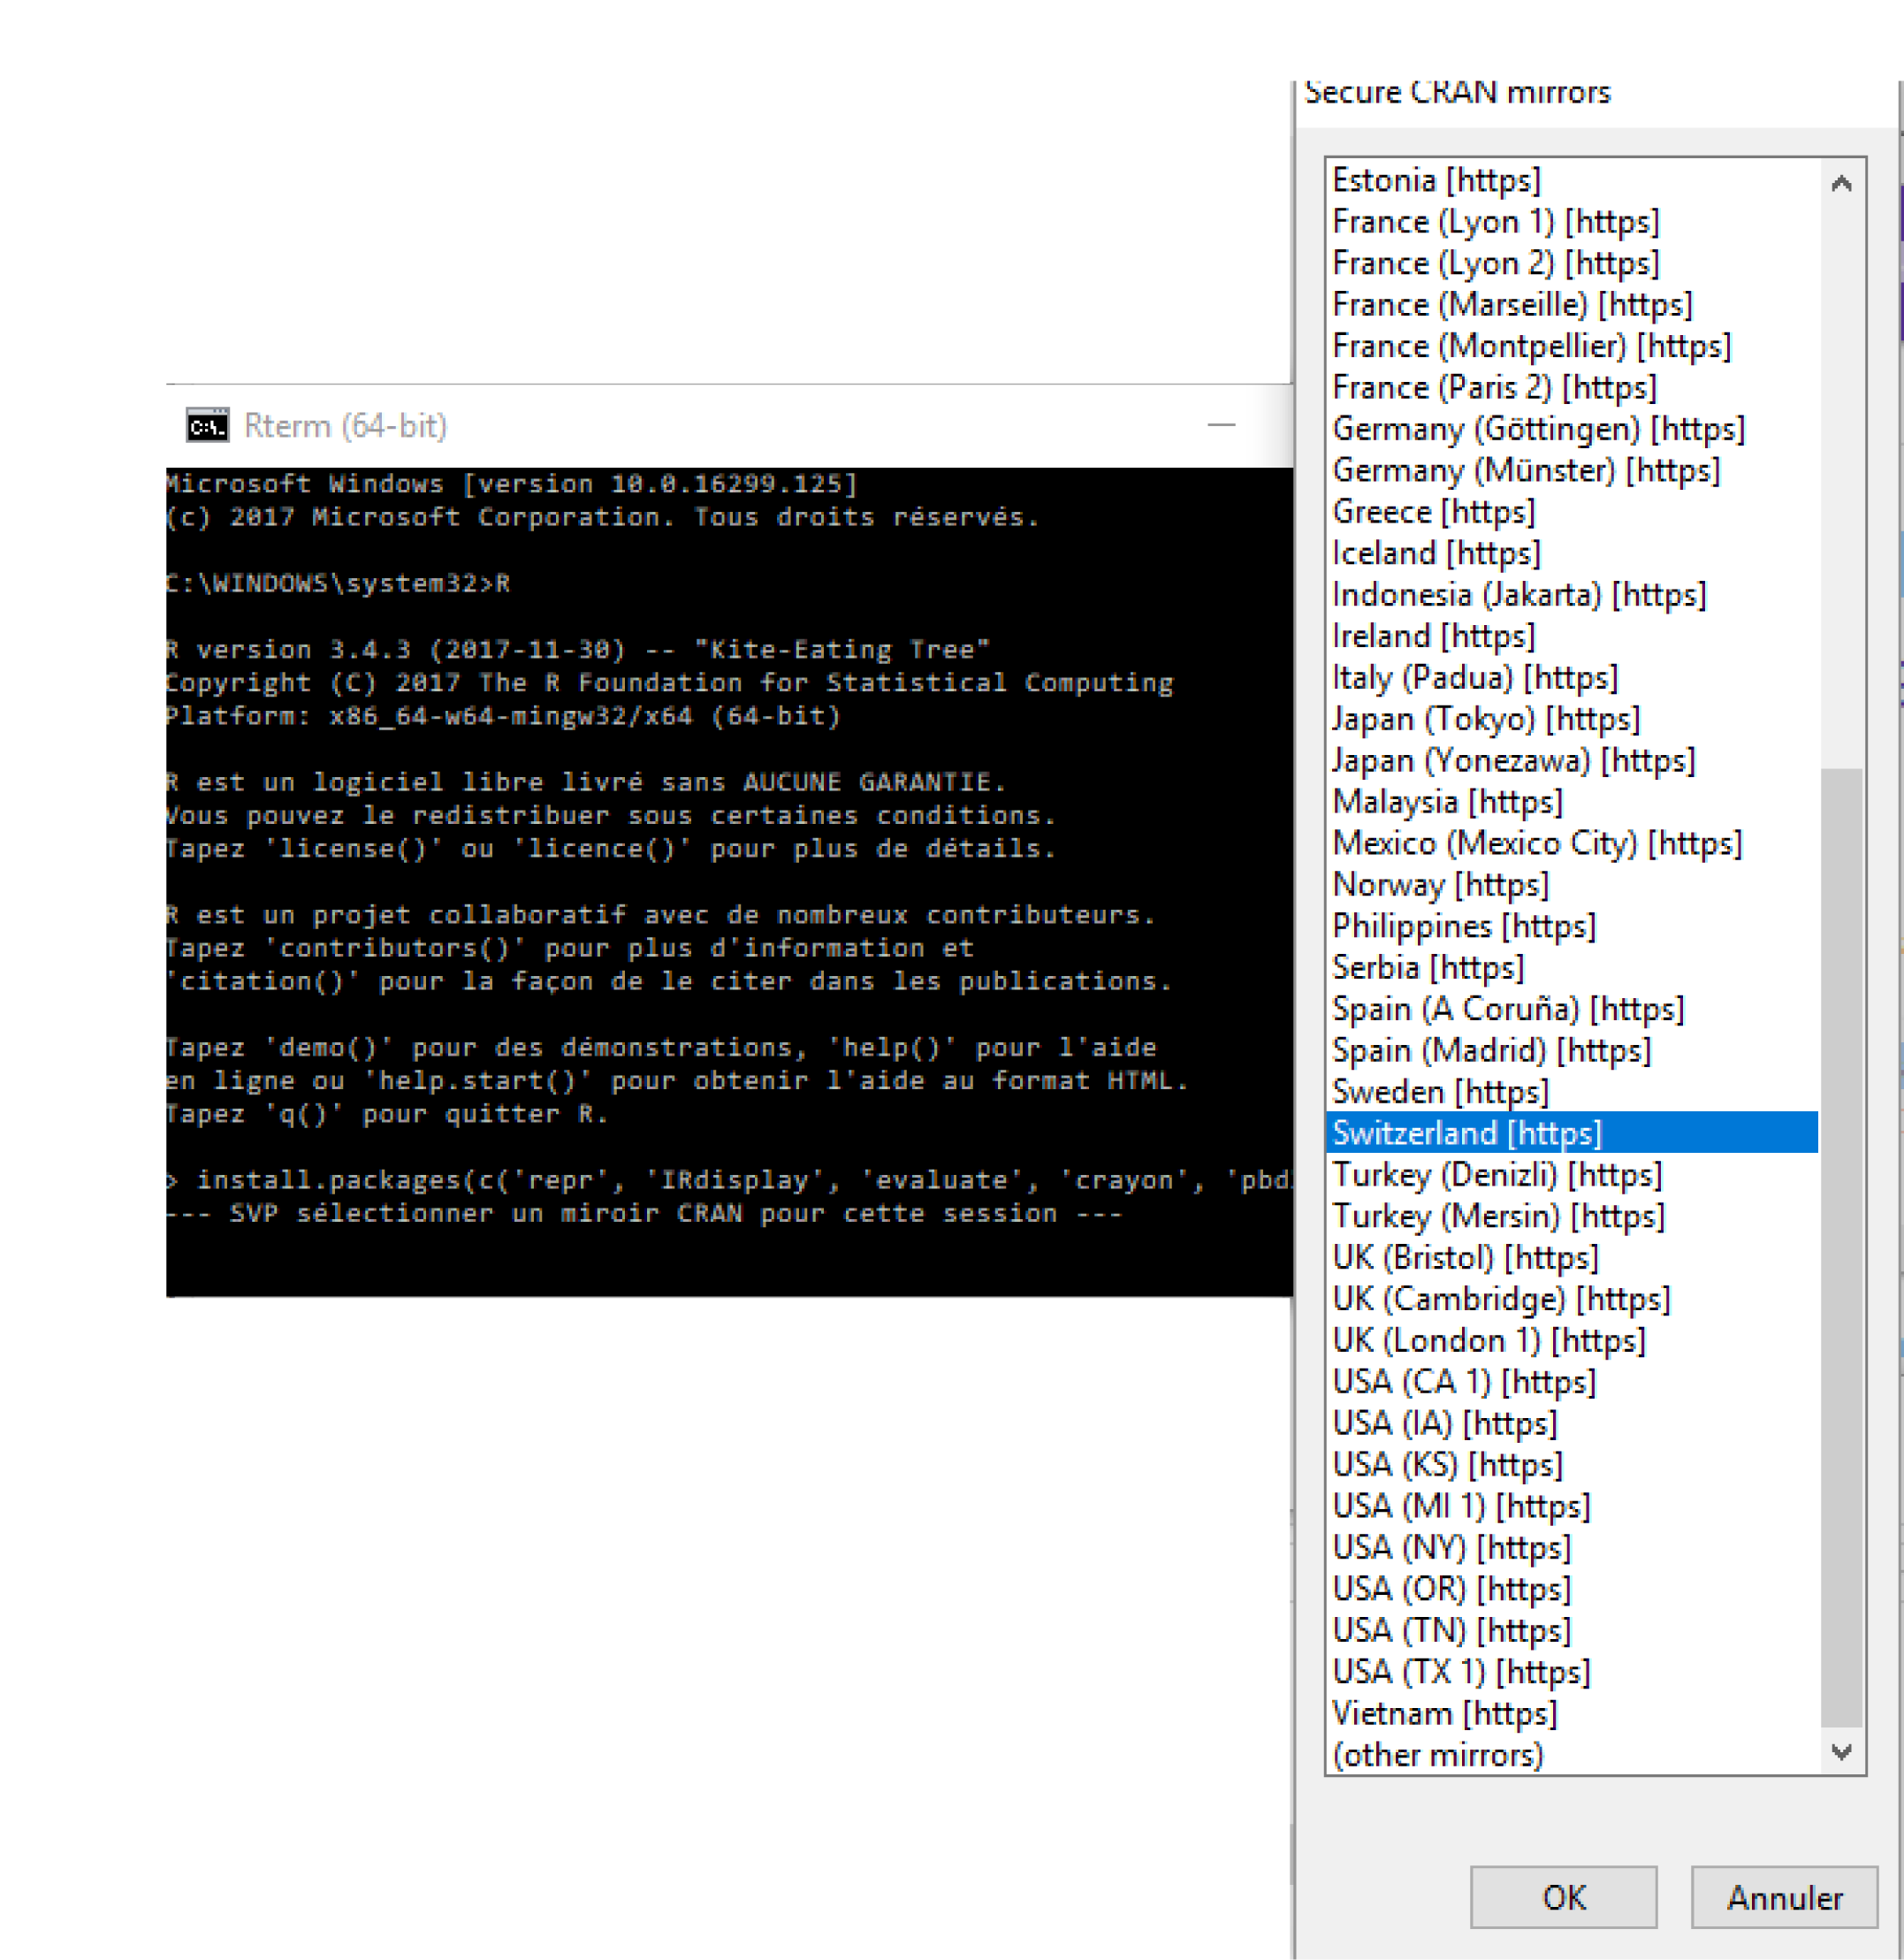 Rterm (64-bit)
Microsoft Windows [version 10.0.16299.125]
(c) 2017 Microsoft Corporation. Tous droits réservés.
C:\WINDOWS\system32>R
R version 3.4.3 (2017-11-30) -- "Kite-Eating Tree"
Copyright (C) 2017 The R Foundation for Statistical Computing
Platform: x86_64-w64-mingw32/x64 (64-bit)
R est un logiciel libre livré sans AUCUNE GARANTIE.
Vous pouvez le redistribuer sous certaines conditions.
Tapez 'license()' ou 'licence()' pour plus de détails.
R est un projet collaboratif avec de nombreux contributeurs.
Tapez 'contributors()' pour plus d'information et
'citation()' pour la façon de le citer dans les publications.
Tapez 'demo()' pour des démonstrations, 'help()' pour l'aide
en ligne ou 'help.start()' pour obtenir l'aide au format HTML.
Tapez 'q()' pour quitter R.
> install.packages(c('repr', 'IRdisplay', 'evaluate', 'crayon', 'pbd
--- SVP sélectionner un miroir CRAN pour cette session ---
Secure CRAN mirrors
Estonia [https]
France (Lyon 1) [https]
France (Lyon 2) [https]
France (Marseille) [https]
France (Montpellier) [https]
France (Paris 2) [https]
Germany (Göttingen) [https]
Germany (Münster) [https]
Greece [https]
Iceland [https]
Indonesia (Jakarta) [https]
Ireland [https]
Italy (Padua) [https]
Japan (Tokyo) [https]
Japan (Yonezawa) [https]
Malaysia [https]
Mexico (Mexico City) [https]
Norway [https]
Philippines [https]
Serbia [https]
Spain (A Coruña) [https]
Spain (Madrid) [https]
Sweden [https]
Switzerland [https]
Turkey (Denizli) [https]
Turkey (Mersin) [https]
UK (Bristol) [https]
UK (Cambridge) [https]
UK (London 1) [https]
USA (CA 1) [https]
USA (IA) [https]
USA (KS) [https]
USA (MI 1) [https]
USA (NY) [https]
USA (OR) [https]
USA (TN) [https]
USA (TX 1) [https]
Vietnam [https]
(other mirrors)
OK
Annuler